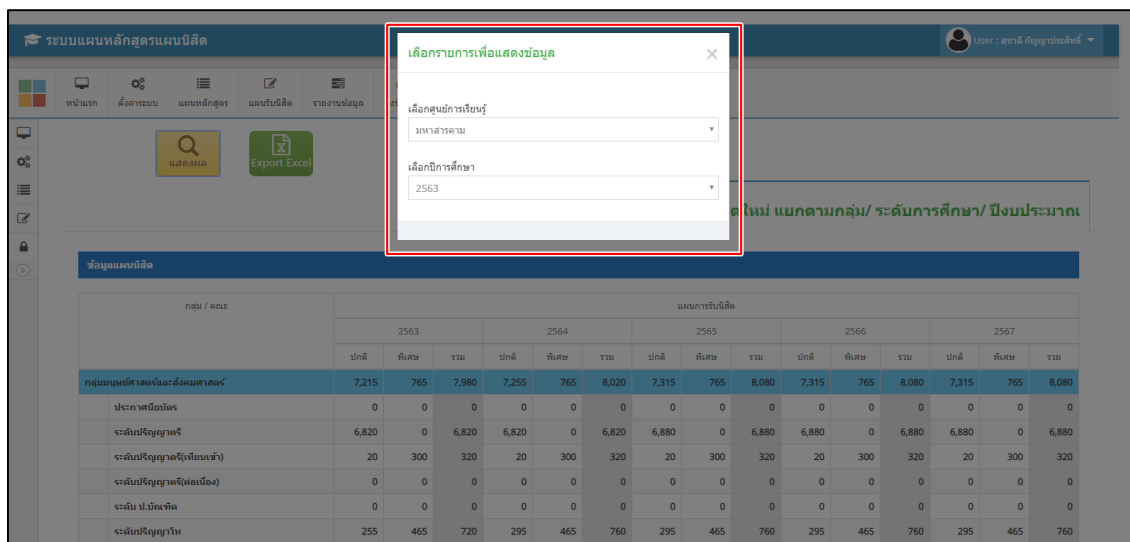 ระบบแผนหลักสูตรแผนนิสิต
User : สุชาติ กัญญาประสิทธิ์
หน้าแรก ตั้งค่าระบบ แผนหลักสูตร แผนรับนิสิต รายงานข้อมูล
เลือกรายการเพื่อแสดงข้อมูล
เลือกศูนย์การเรียนรู้
มหาสารคาม
เลือกปีการศึกษา
2563
แสดงผล Export Excel
ใหม่ แยกตามกลุ่ม/ ระดับการศึกษา/ ปีงบประมาณ
ข้อมูลแผนนิสิต
กลุ่ม / คณะ แผนการรับนิสิต
2563 2564 2565 2566 2567
ปกติ พิเศษ รวม ปกติ พิเศษ รวม ปกติ พิเศษ รวม ปกติ พิเศษ รวม ปกติ พิเศษ รวม
กลุ่มมนุษย์ศาสตร์และสังคมศาสตร์ 7,215 765 7,980 7,255 765 8,020 7,315 765 8,080 7,315 765 8,080 7,315 765 8,080
ประกาศนียบัตร 0 0 0 0 0 0 0 0 0 0 0 0 0 0 0
ระดับปริญญาตรี 6,820 0 6,820 6,820 0 6,820 6,880 0 6,880 6,880 0 6,880 6,880 0 6,880
ระดับปริญญาตรี(เทียบเข้า) 20 300 320 20 300 320 20 300 320 20 300 320 20 300 320
ระดับปริญญาตรี(ต่อเนื่อง) 0 0 0 0 0 0 0 0 0 0 0 0 0 0 0
ระดับ ป.บัณฑิต 0 0 0 0 0 0 0 0 0 0 0 0 0 0 0
ระดับปริญญาโท 255 465 720 295 465 760 295 465 760 295 465 760 295 465 760